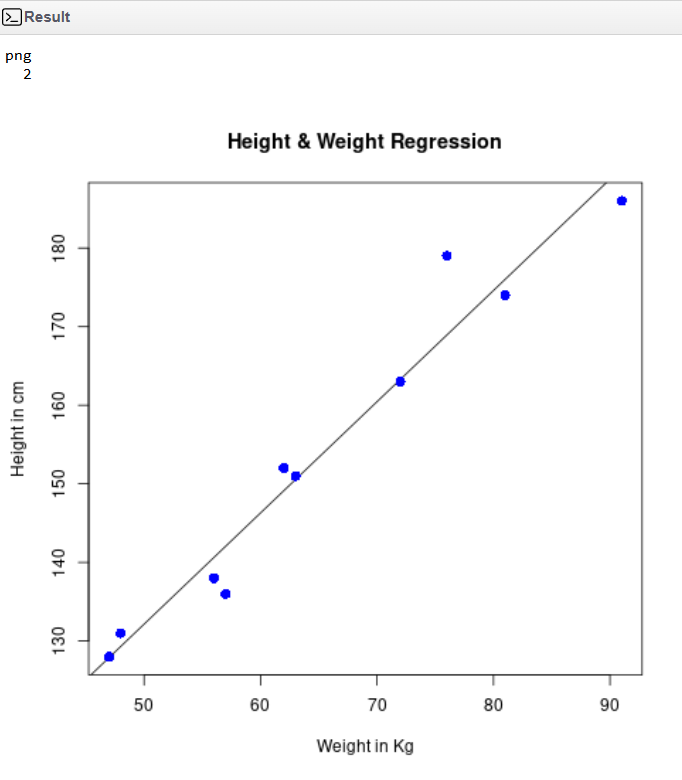 Result
png
2
Height & Weight Regression
Height in cm
180
170
160
150
140
130
50 60 70 80 90
Weight in Kg